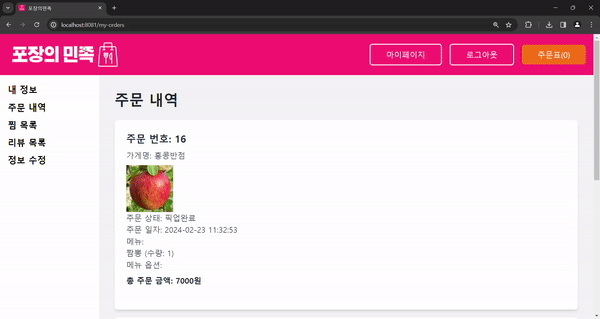 포장의민족
localhost:8081/my-orders
포장의 민족
마이페이지
로그아웃
주문표(0)
내 정보
주문 내역
찜 목록
리뷰 목록
정보 수정
주문 내역
주문 번호: 16
가게명: 홍콩반점
주문 상태: 픽업완료
주문 일자: 2024-02-23 11:32:53
메뉴:
짬뽕 (수량: 1)
메뉴 옵션:
총 주문 금액: 7000원